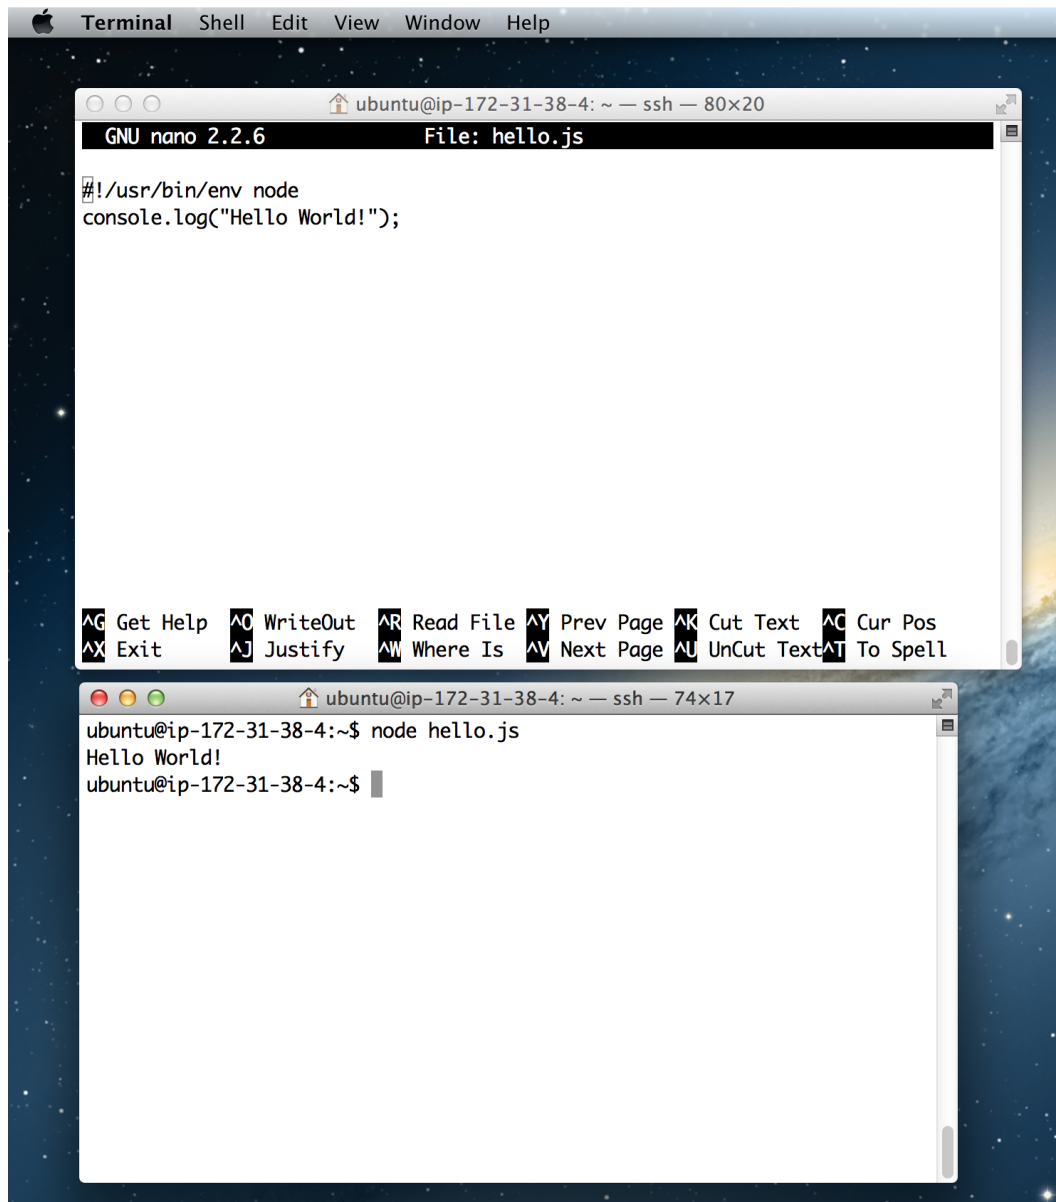 Terminal Shell Edit View Window Help
ubuntu@ip-172-31-38-4: ~ — ssh — 80×20
GNU nano 2.2.6 File: hello.js
#!/usr/bin/env node
console.log("Hello World!");
^G Get Help ^O WriteOut ^R Read File ^Y Prev Page ^K Cut Text ^C Cur Pos
^X Exit ^J Justify ^W Where Is ^V Next Page ^U UnCut Text^T To Spell
ubuntu@ip-172-31-38-4: ~ — ssh — 74×17
ubuntu@ip-172-31-38-4:~$ node hello.js
Hello World!
ubuntu@ip-172-31-38-4:~$